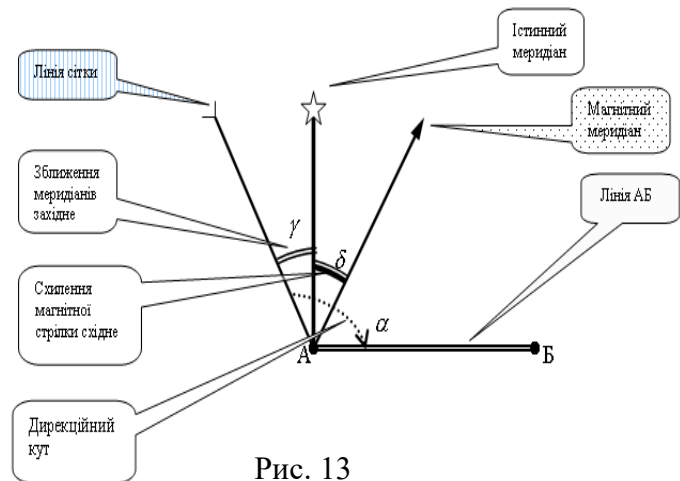 Істинний
меридіан
Лінія сітки
Магнітний
меридіан
Зближення
меридіанів
західне
Лінія АБ
γ
δ
Схилення
магнітної
стрілки східне
α
А
Б
Дирекційний
кут
Рис. 13